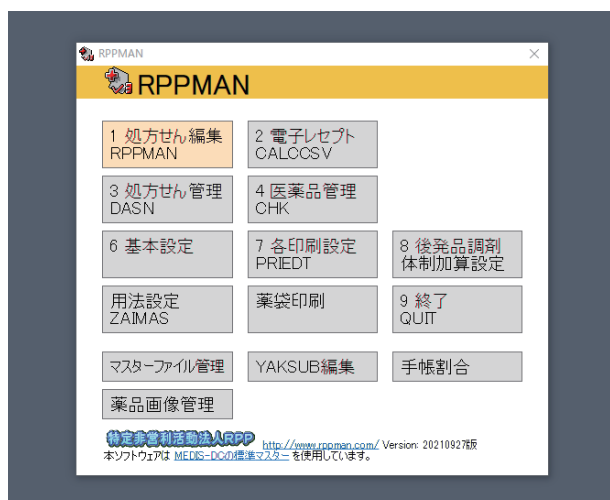 RPPMAN
RPPMAN
1 処方せん編集
RPPMAN
2 電子レセプト
CALCCSV
3 処方せん管理
DASN
4 医薬品管理
CHK
6 基本設定
7 各印刷設定
PRIEDT
8 後発品調剤
体制加算設定
用法設定
ZAIMAS
薬袋印刷
9 終了
QUIT
マスターファイル管理
YAKSUB編集
手帳割合
薬品画像管理
特定非営利活動法人RPP http://www.rppman.com/ Version: 20210927版
本ソフトウェアは MEDIS-DCの標準マスター を使用しています。